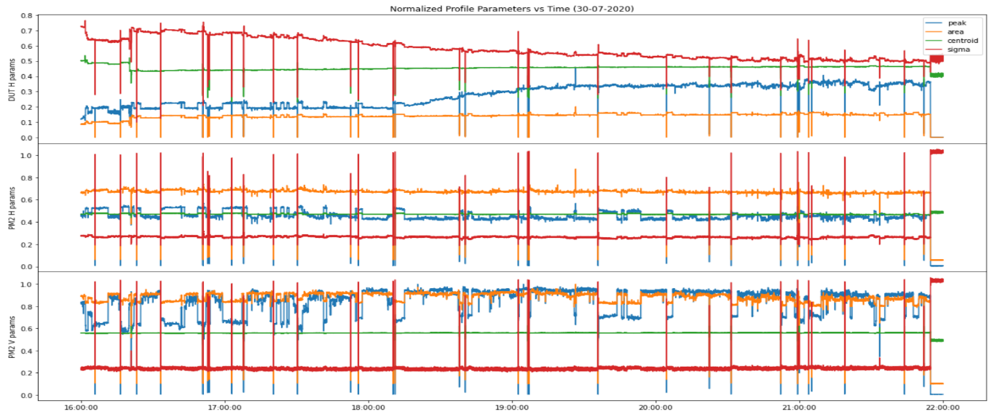 Normalized Profile Parameters vs Time (30-07-2020)
peak
area
centroid
sigma
DUT H params
0.8
0.7
0.6
0.5
0.4
0.3
0.2
0.1
0.0
PM2 H params
1.0
0.8
0.6
0.4
0.2
0.0
PM2 V params
1.0
0.8
0.6
0.4
0.2
0.0
16:00:00 17:00:00 18:00:00 19:00:00 20:00:00 21:00:00 22:00:00